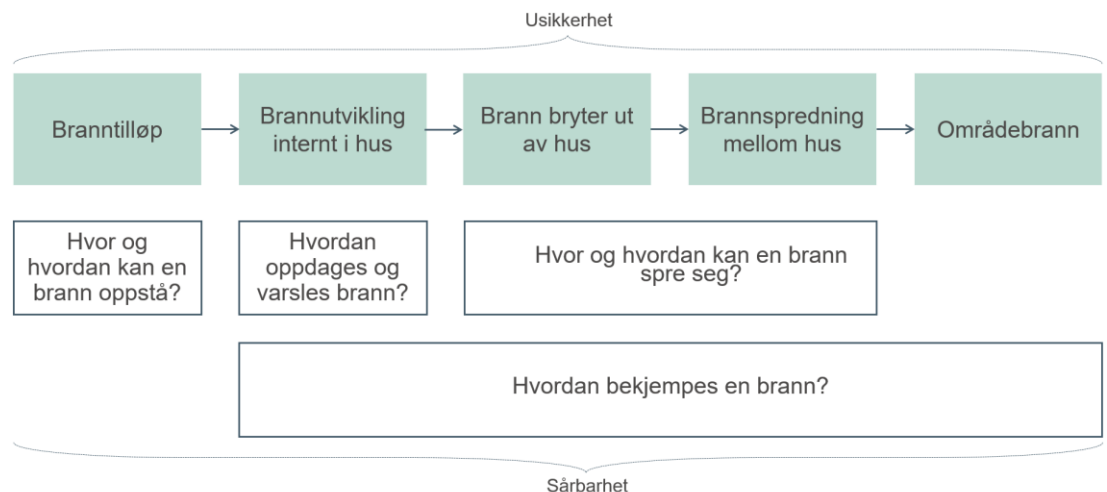 Usikkerhet
Branntilløp
Brannutvikling
internt i hus
Brann bryter ut
av hus
Brannspredning
mellom hus
Områdebrann
Hvor og
hvordan kan en
brann oppstå?
Hvordan
oppdages og
varsles brann?
Hvor og hvordan kan en brann
spre seg?
Hvordan bekjempes en brann?
Sårbarhet